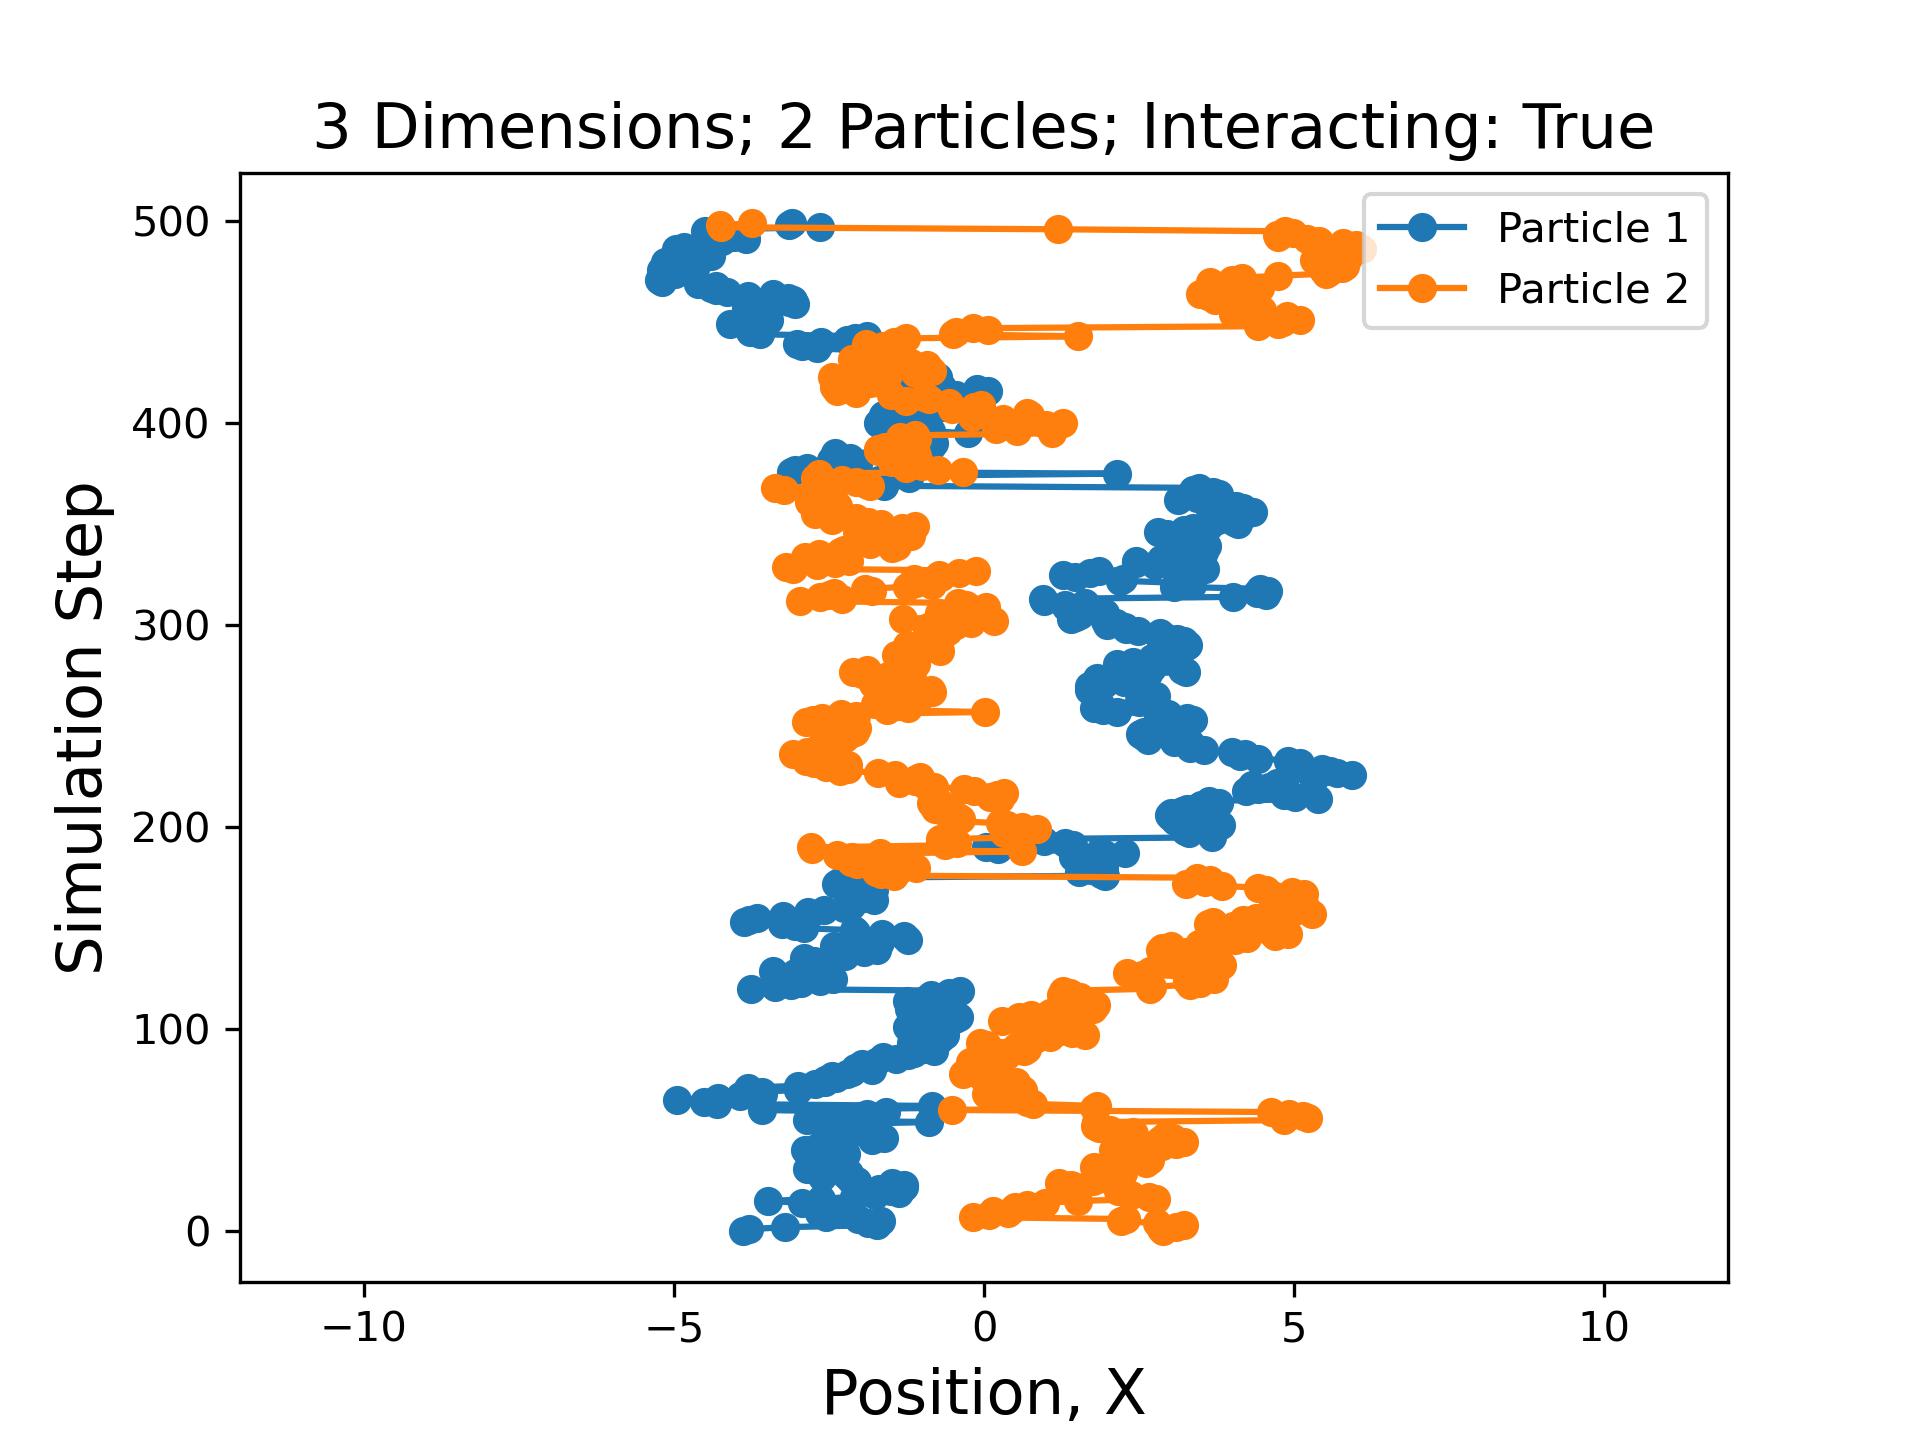 3 Dimensions; 2 Particles; Interacting: True
Particle 1
Particle 2
500
400
300
200
100
0
Simulation Step
−10
−5
0
5
10
Position, X